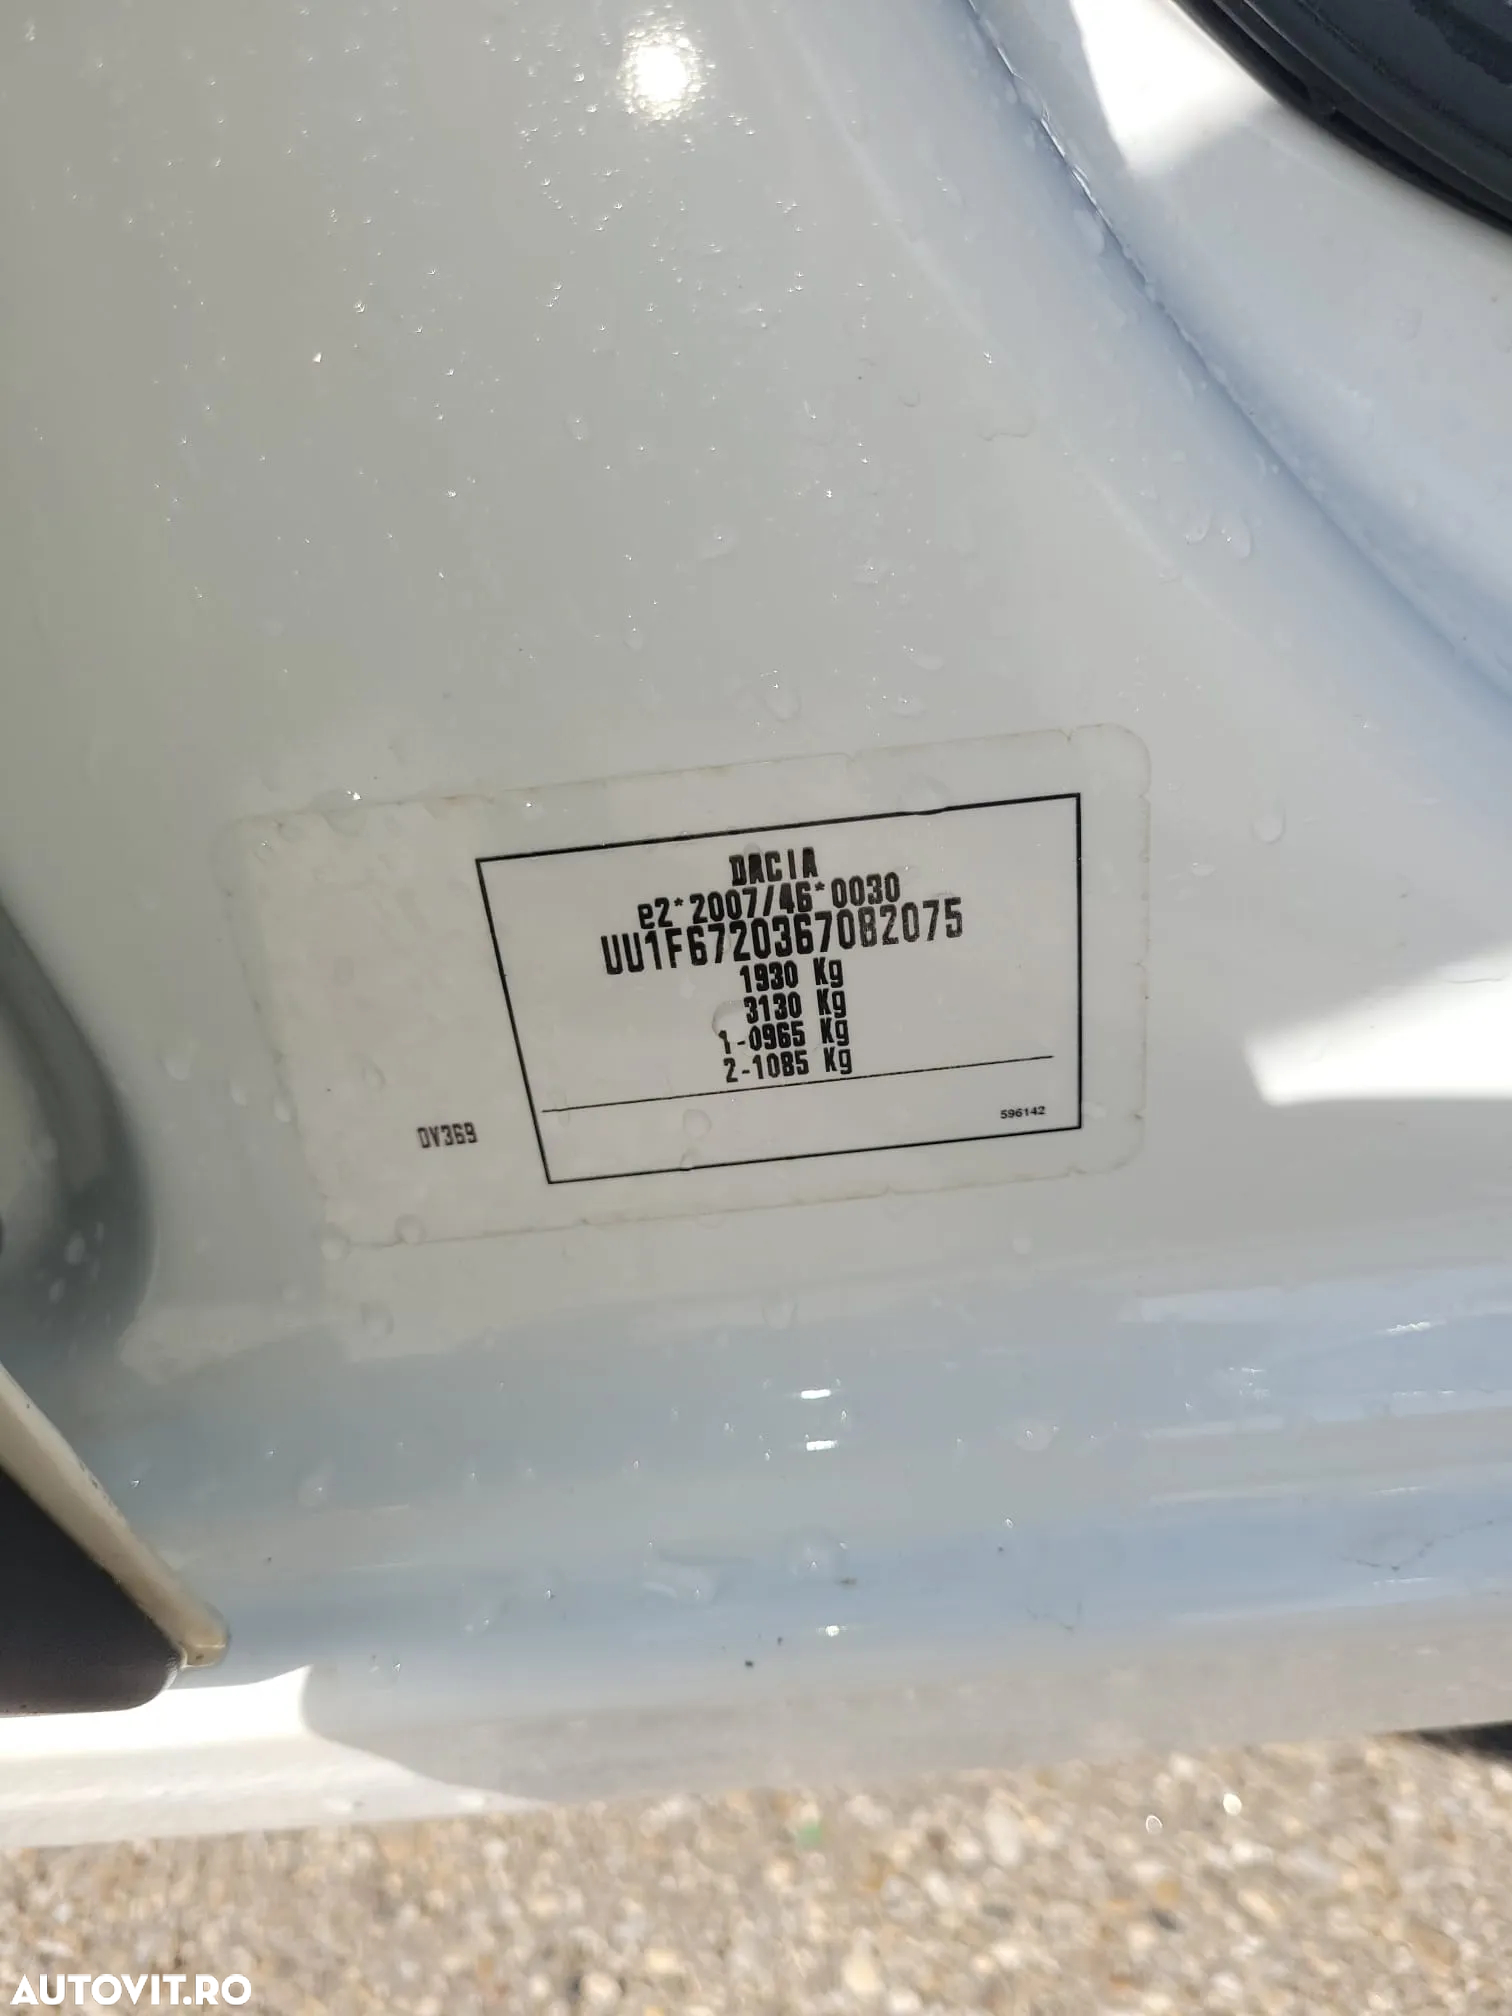 DACIA
e2*2007/46*0030
UU1F6720367082075
1930 Kg
3130 Kg
1-0965 Kg
2-1085 Kg
596142
OV369
AUTOVIT.RO